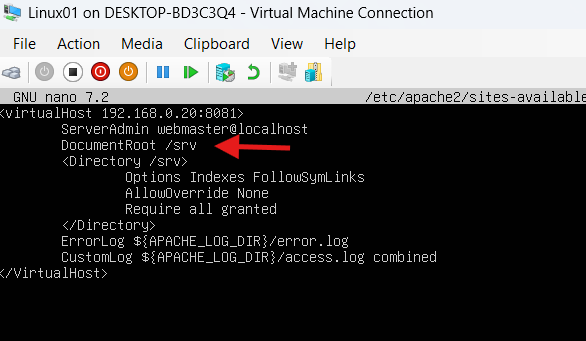 Linux01 on DESKTOP-BD3C3Q4 - Virtual Machine Connection
File Action Media Clipboard View Help
GNU nano 7.2 /etc/apache2/sites-available
<virtualHost 192.168.0.20:8081>
ServerAdmin webmaster@localhost
DocumentRoot /srv
<Directory /srv>
Options Indexes FollowSymLinks
AllowOverride None
Require all granted
</Directory>
ErrorLog ${APACHE_LOG_DIR}/error.log
CustomLog ${APACHE_LOG_DIR}/access.log combined
</VirtualHost>